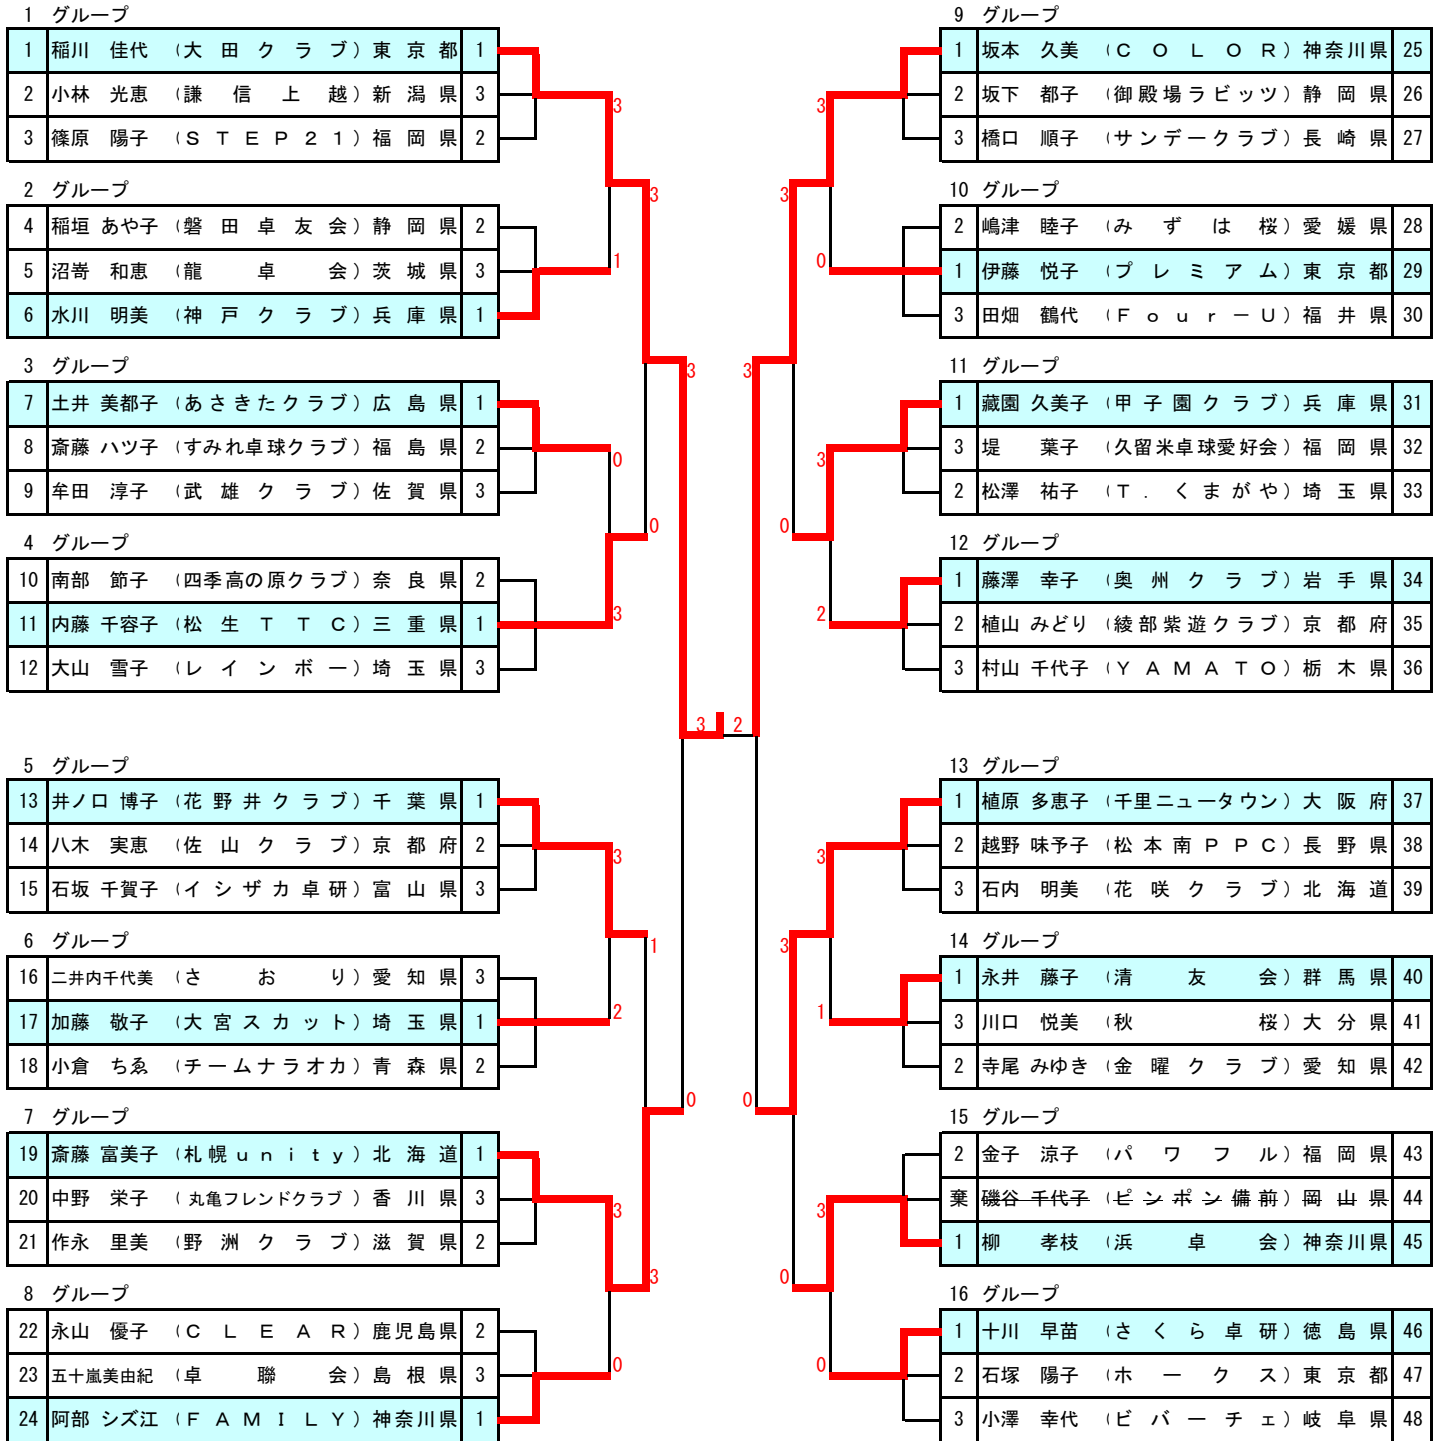 1 グループ
1 稲川 佳代 (大田クラブ) 東京都 1
2 小林 光恵 (謙信上越) 新潟県 3
3 篠原 陽子 (STEP21) 福岡県 2
3
2 グループ
4 稲垣 あや子 (磐田卓友会) 静岡県 2
5 沼嵜 和恵 (龍卓会) 茨城県 3
6 水川 明美 (神戸クラブ) 兵庫県 1
3
1
3 グループ
7 土井 美都子 (あさきたクラブ) 広島県 1
8 斎藤 ハツ子 (すみれ卓球クラブ) 福島県 2
9 牟田 淳子 (武雄クラブ) 佐賀県 3
3
0
0
4 グループ
10 南部 節子 (四季高の原クラブ) 奈良県 2
11 内藤 千容子 (松生TTC) 三重県 1
12 大山 雪子 (レインボー) 埼玉県 3
3
5 グループ
13 井ノ口 博子 (花野井クラブ) 千葉県 1
14 八木 実恵 (佐山クラブ) 京都府 2
15 石坂 千賀子 (イシザカ卓研) 富山県 3
3
6 グループ
16 二井内千代美 (さおり) 愛知県 3
17 加藤 敬子 (大宮スカット) 埼玉県 1
18 小倉 ちゑ (チームナラオカ) 青森県 2
1
2
7 グループ
19 斎藤 富美子 (札幌unity) 北海道 1
20 中野 栄子 (丸亀フレンドクラブ) 香川県 3
21 作永 里美 (野洲クラブ) 滋賀県 2
0
3
3
8 グループ
22 永山 優子 (CLEAR) 鹿児島県 2
23 五十嵐美由紀 (卓聯会) 島根県 3
24 阿部 シズ江 (FAMILY) 神奈川県 1
0
3 2
9 グループ
1 坂本 久美 (COLOR) 神奈川県 25
2 坂下 都子 (御殿場ラビッツ) 静岡県 26
3 橋口 順子 (サンデークラブ) 長崎県 27
3
10 グループ
2 嶋津 睦子 (みずは桜) 愛媛県 28
1 伊藤 悦子 (プレミアム) 東京都 29
3 田畑 鶴代 (Four－U) 福井県 30
3
0
11 グループ
1 藏園 久美子 (甲子園クラブ) 兵庫県 31
3 堤 葉子 (久留米卓球愛好会) 福岡県 32
2 松澤 祐子 (T．くまがや) 埼玉県 33
3
3
0
12 グループ
1 藤澤 幸子 (奥州クラブ) 岩手県 34
2 植山 みどり (綾部紫遊クラブ) 京都府 35
3 村山 千代子 (YAMATO) 栃木県 36
2
13 グループ
1 植原 多恵子 (千里ニュータウン) 大阪府 37
2 越野 味予子 (松本南PPC) 長野県 38
3 石内 明美 (花咲クラブ) 北海道 39
3
14 グループ
1 永井 藤子 (清友会) 群馬県 40
3 川口 悦美 (秋桜) 大分県 41
2 寺尾 みゆき (金曜クラブ) 愛知県 42
3
1
15 グループ
2 金子 涼子 (パワフル) 福岡県 43
棄 磯谷 千代子 (ピンポン備前) 岡山県 44
1 柳 孝枝 (浜卓会) 神奈川県 45
0
3
0
16 グループ
1 十川 早苗 (さくら卓研) 徳島県 46
2 石塚 陽子 (ホークス) 東京都 47
3 小澤 幸代 (ビバーチェ) 岐阜県 48
0